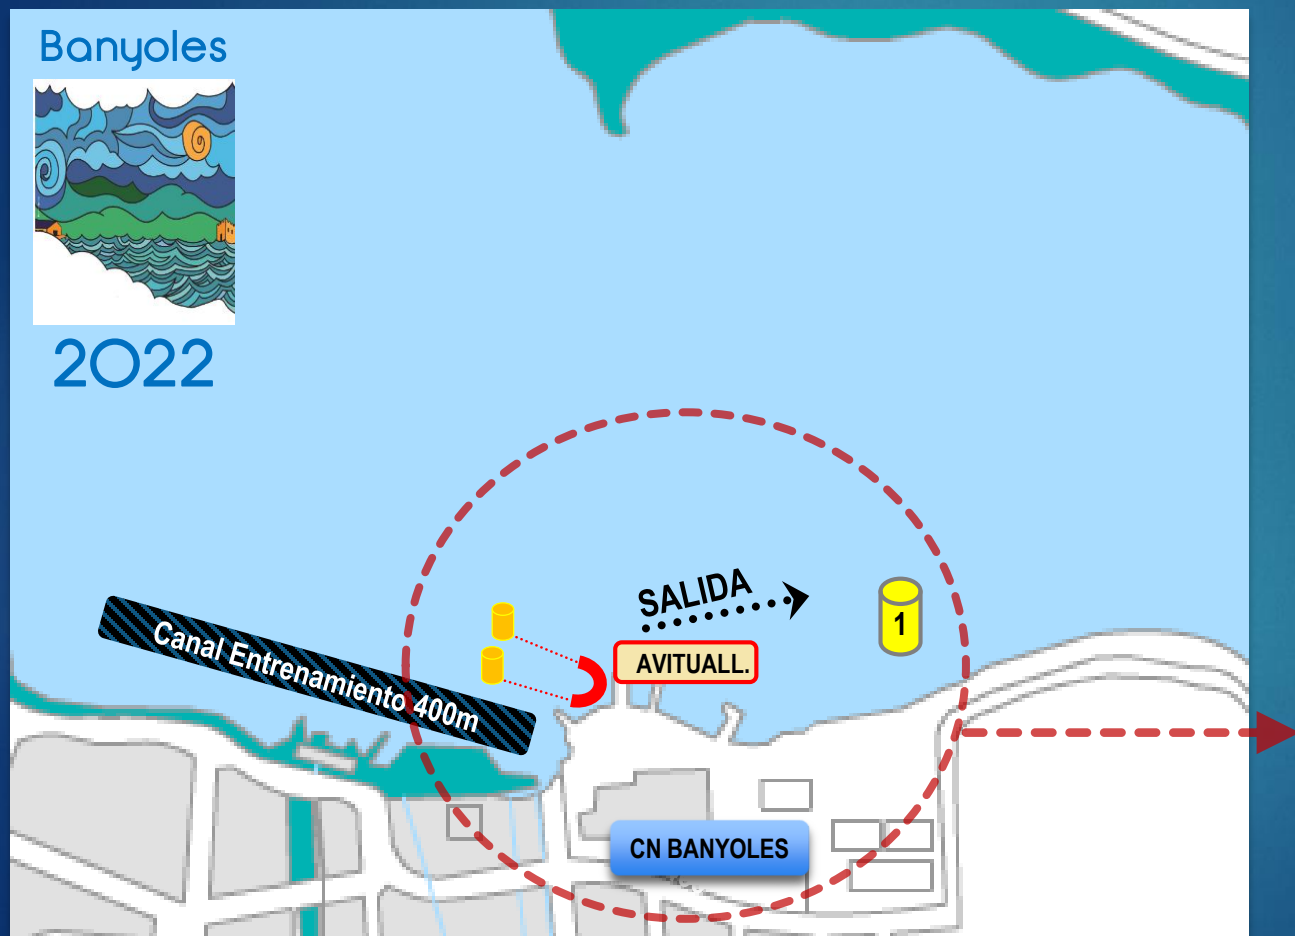 Banyoles
2022
SALIDA
1
AVITUALL.
Canal Entrenamiento 400m
CN BANYOLES